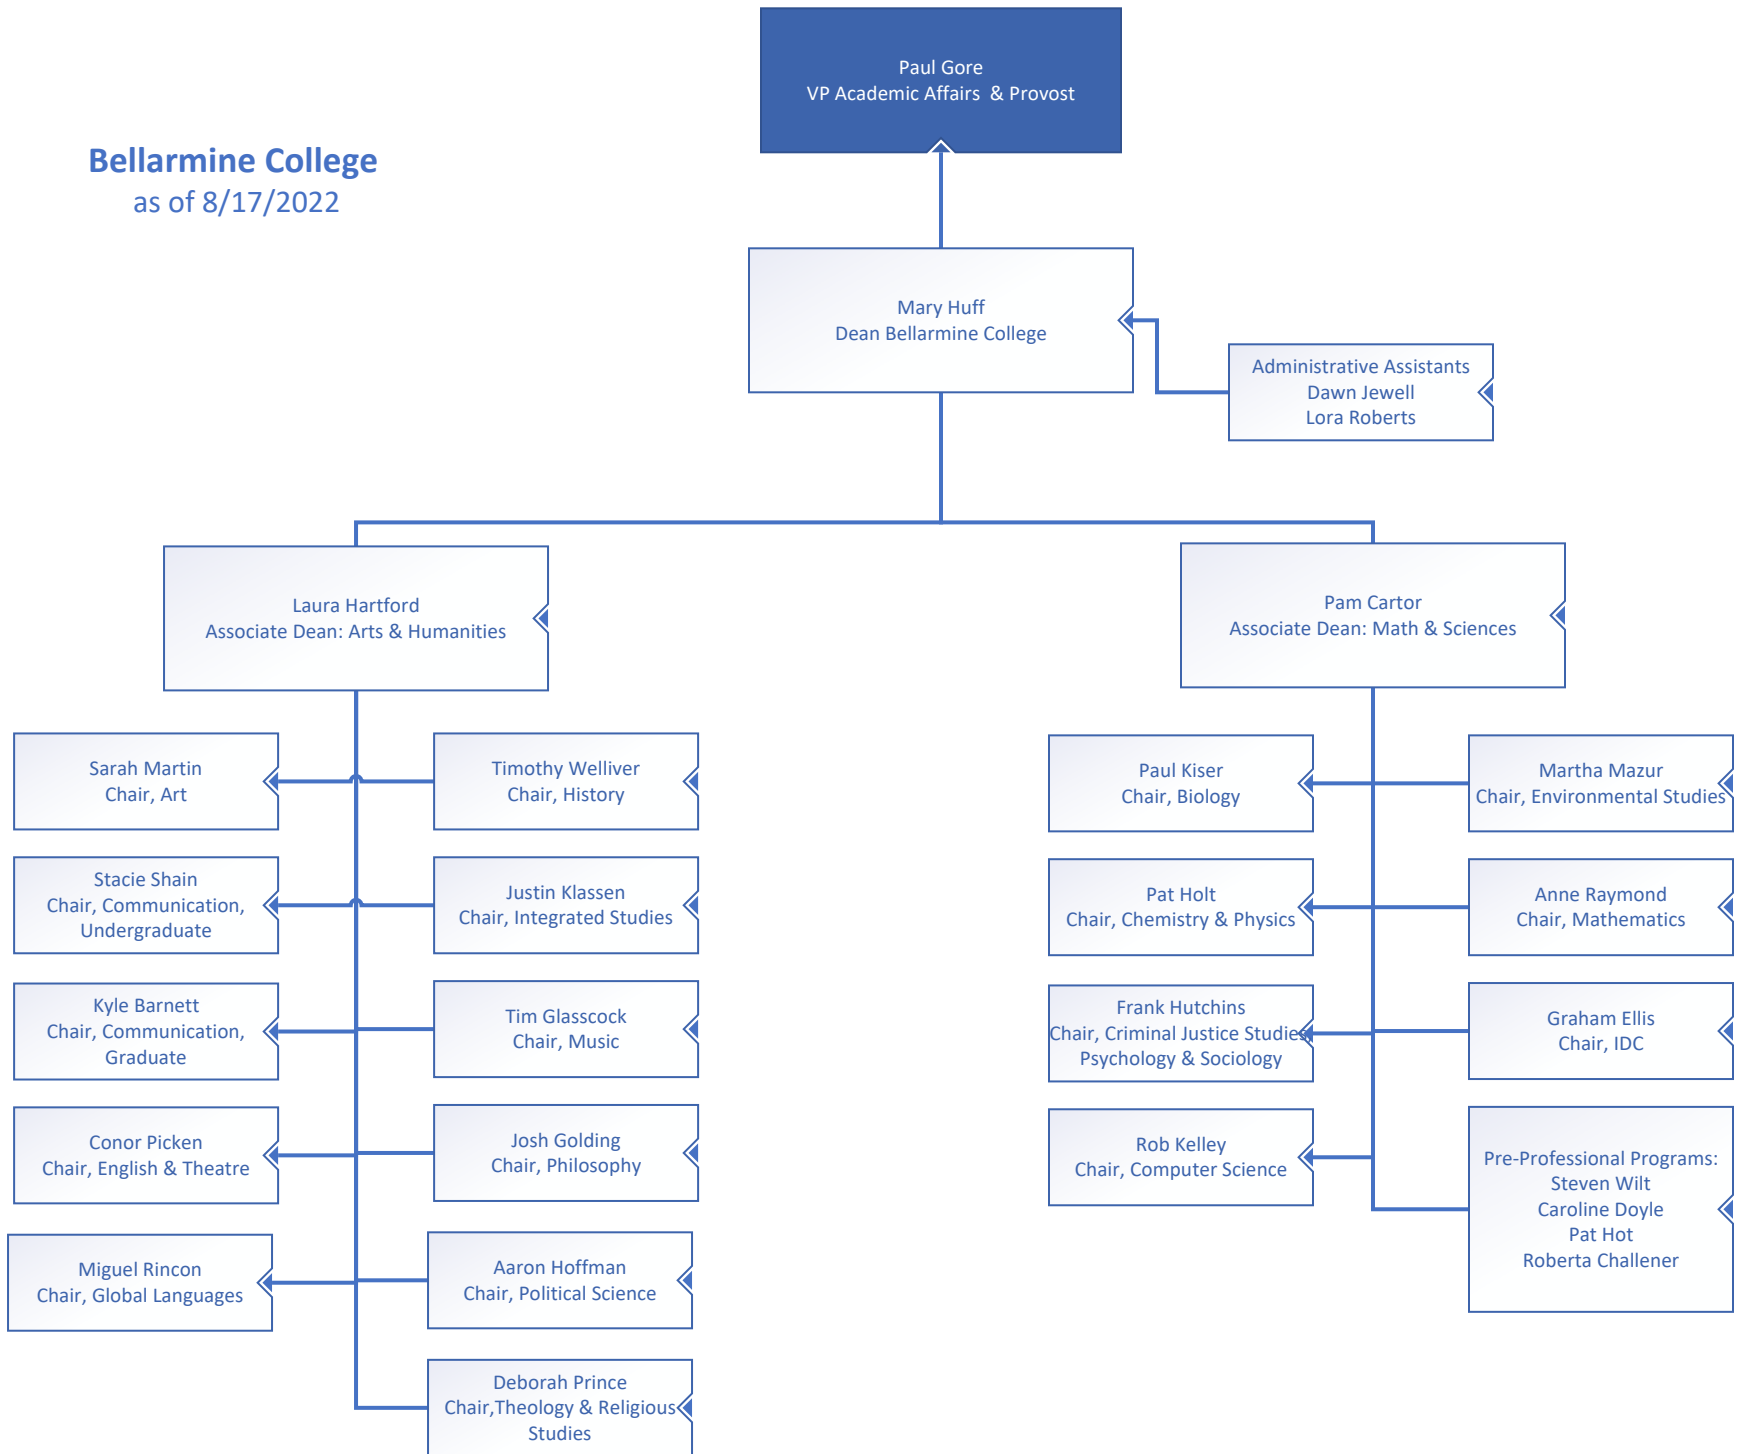 Paul Gore
VP Academic Affairs & Provost
Bellarmine College
as of 8/17/2022
Mary Huff
Dean Bellarmine College
Administrative Assistants
Dawn Jewell
Lora Roberts
Laura Hartford
Associate Dean: Arts & Humanities
Pam Cartor
Associate Dean: Math & Sciences
Sarah Martin
Chair, Art
Timothy Welliver
Chair, History
Stacie Shain
Chair, Communication,
Undergraduate
Justin Klassen
Chair, Integrated Studies
Kyle Barnett
Chair, Communication,
Graduate
Tim Glasscock
Chair, Music
Conor Picken
Chair, English & Theatre
Josh Golding
Chair, Philosophy
Miguel Rincon
Chair, Global Languages
Aaron Hoffman
Chair, Political Science
Deborah Prince
Chair,Theology & Religious
Studies
Paul Kiser
Chair, Biology
Martha Mazur
Chair, Environmental Studies
Pat Holt
Chair, Chemistry & Physics
Anne Raymond
Chair, Mathematics
Frank Hutchins
Chair, Criminal Justice Studies
Psychology & Sociology
Graham Ellis
Chair, IDC
Rob Kelley
Chair, Computer Science
Pre-Professional Programs:
Steven Wilt
Caroline Doyle
Pat Hot
Roberta Challener